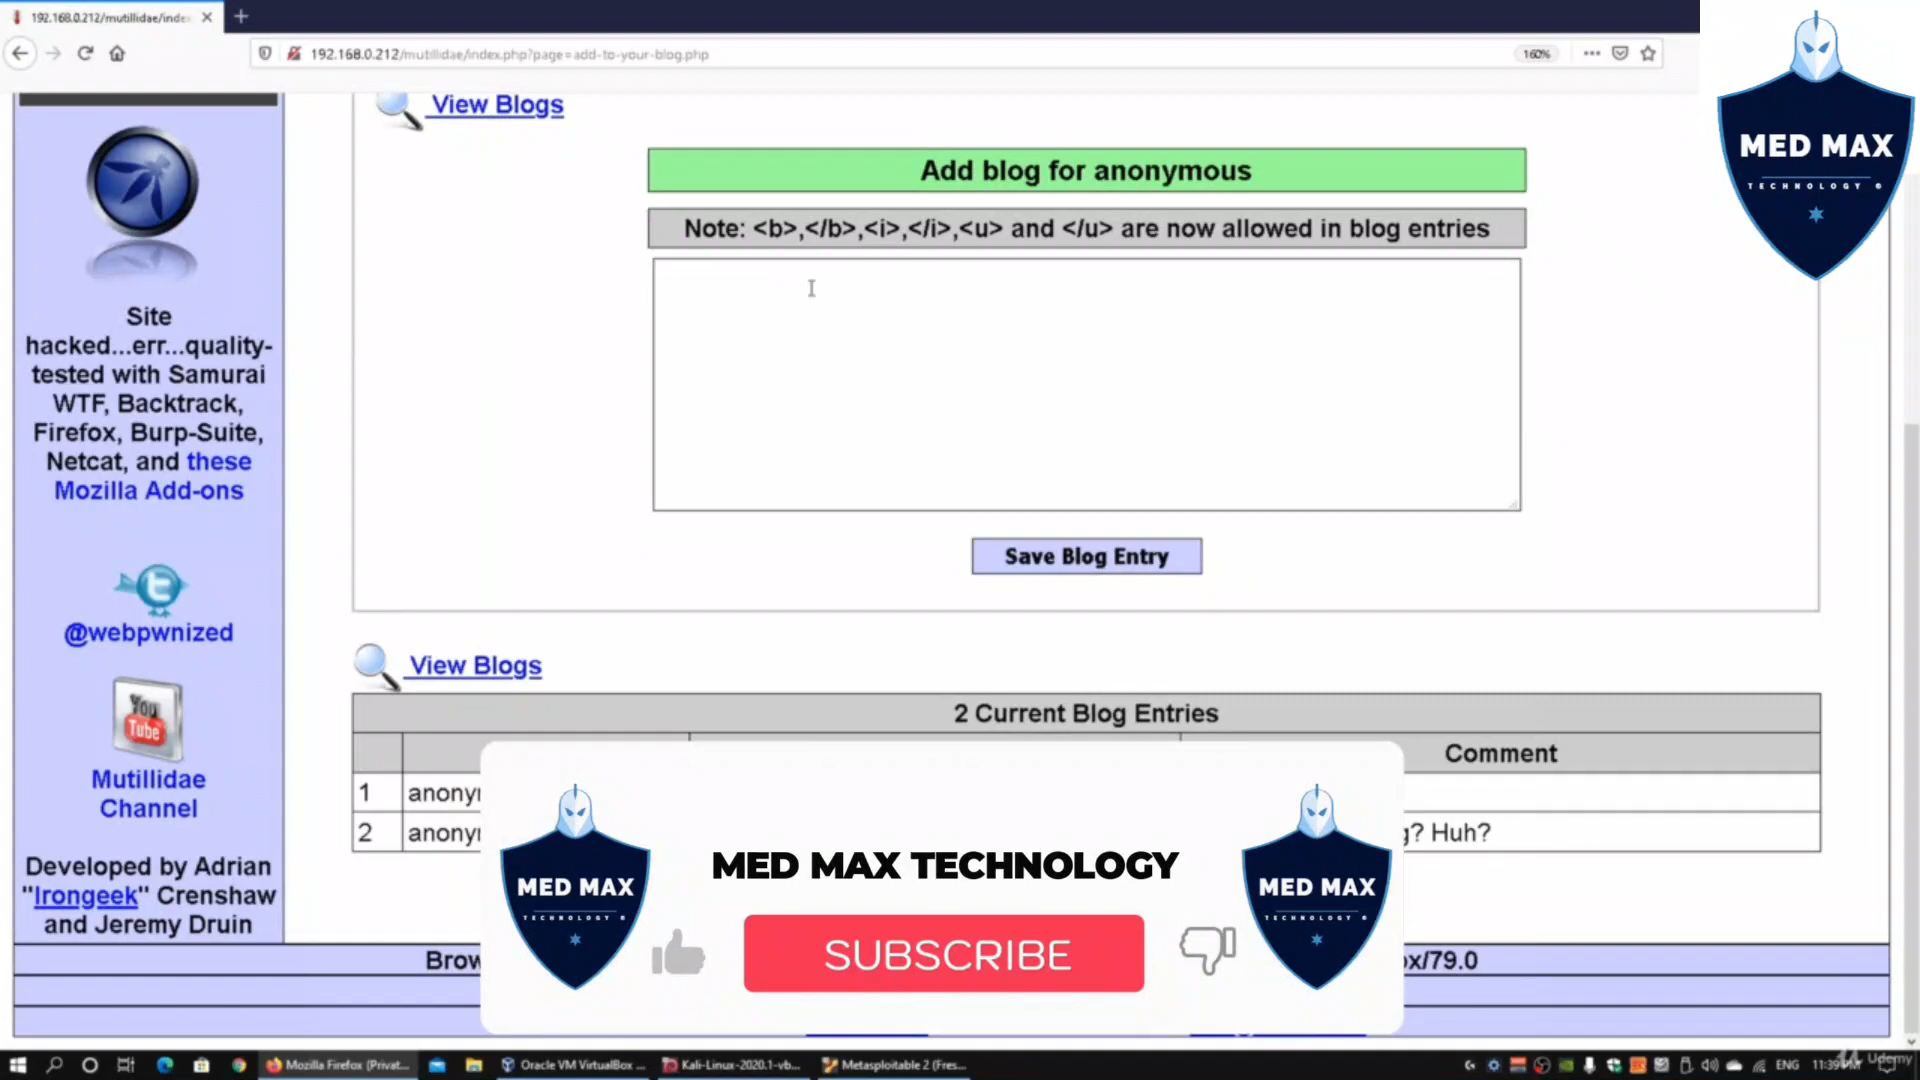 192.168.0.212/mutillidae/inde
192.168.0.212/mutillidae/index.php?page=add-to-your-blog.php
160%
MED MAX
TECHNOLOGY
View Blogs
Add blog for anonymous
Note: <b>,</b>,<i>,</i>,<u> and </u> are now allowed in blog entries
Save Blog Entry
Site
hacked...err...quality-
tested with Samurai
WTF, Backtrack,
Firefox, Burp-Suite,
Netcat, and these
Mozilla Add-ons
@webpwnized
You
Tube
Mutillidae
Channel
Developed by Adrian
"Irongeek" Crenshaw
and Jeremy Druin
View Blogs
2 Current Blog Entries
Comment
1 anony
2 anony
? Huh?
Brow
ox/79.0
MED MAX
TECHNOLOGY
MED MAX TECHNOLOGY
SUBSCRIBE
MED MAX
TECHNOLOGY
Mozilla Firefox (Privat...
Oracle VM VirtualBox ...
Kali-Linux-2020.1-vb...
Metasploitable 2 (Fres...
ENG
Udemy